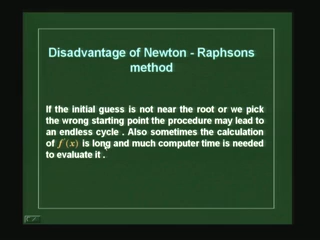 Disadvantage of Newton - Raphsons
method
If the initial guess is not near the root or we pick
the wrong starting point the procedure may lead to
an endless cycle . Also sometimes the calculation
of f'(x) is long and much computer time is needed
to evaluate it .